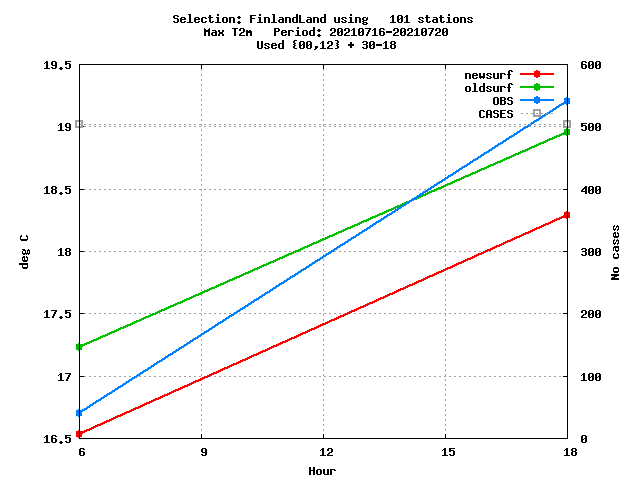 Selection: FinlandLand using   101 stations
Max T2m   Period: 20210716-20210720
Used {00,12} + 30-18
newsurf
oldsurf
OBS
CASES
19.5
19
18.5
18
17.5
17
16.5
deg C
600
500
400
300
200
100
0
No cases
6
9
12
15
18
Hour